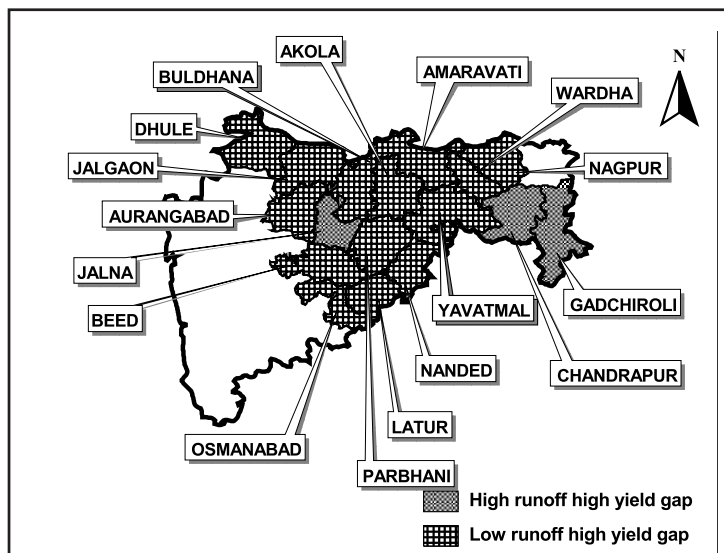 AKOLA
BULDHANA
AMARAVATI
N
WARDHA
DHULE
JALGAON
NAGPUR
AURANGABAD
JALNA
BEED
YAVATMAL
GADCHIROLI
NANDED
CHANDRAPUR
LATUR
OSMANABAD
PARBHANI
High runoff high yield gap
Low runoff high yield gap